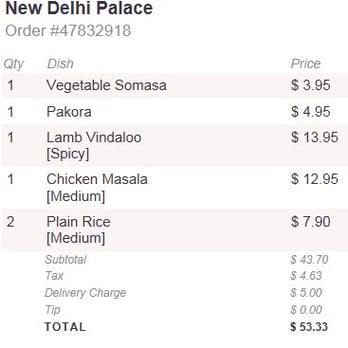 New Delhi Palace
Order #47832918
Qty Dish Price
1 Vegetable Somasa $ 3.95
1 Pakora $ 4.95
1 Lamb Vindaloo $ 13.95
[Spicy]
1 Chicken Masala $ 12.95
[Medium]
2 Plain Rice $ 7.90
[Medium]
Subtotal $ 43.70
Tax $ 4.63
Delivery Charge $ 5.00
Tip $ 0.00
TOTAL $ 53.33